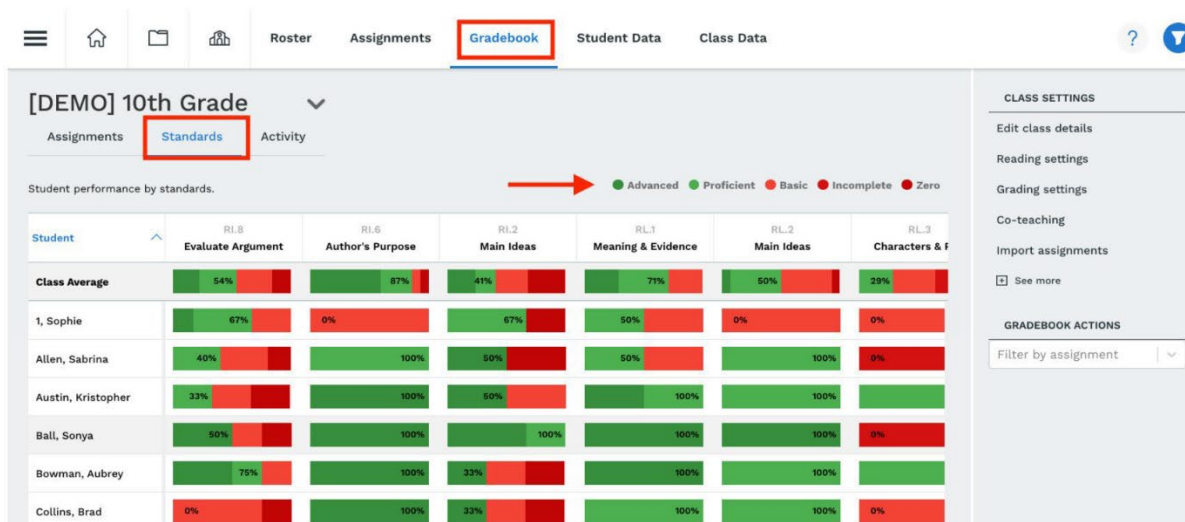 Roster Assignments Gradebook Student Data Class Data ?
[DEMO] 10th Grade
Assignments Standards Activity
Student performance by standards.
Advanced Proficient Basic Incomplete Zero
Student
RI.8 RI.6 RI.2 RL.1 RL.2 RL.3
Evaluate Argument Author's Purpose Main Ideas Meaning & Evidence Main Ideas Characters &
Class Average 54% 87% 41% 71% 50% 29%
1, Sophie 67% 0% 67% 50% 0% 0%
Allen, Sabrina 40% 100% 50% 50% 100% 0%
Austin, Kristopher 33% 100% 50% 100% 100%
Ball, Sonya 50% 100% 100% 100% 100% 0%
Bowman, Aubrey 75% 100% 33% 100% 100%
Collins, Brad 0% 100% 33% 100% 100% 0%
CLASS SETTINGS
Edit class details
Reading settings
Grading settings
Co-teaching
Import assignments
See more
GRADEBOOK ACTIONS
Filter by assignment